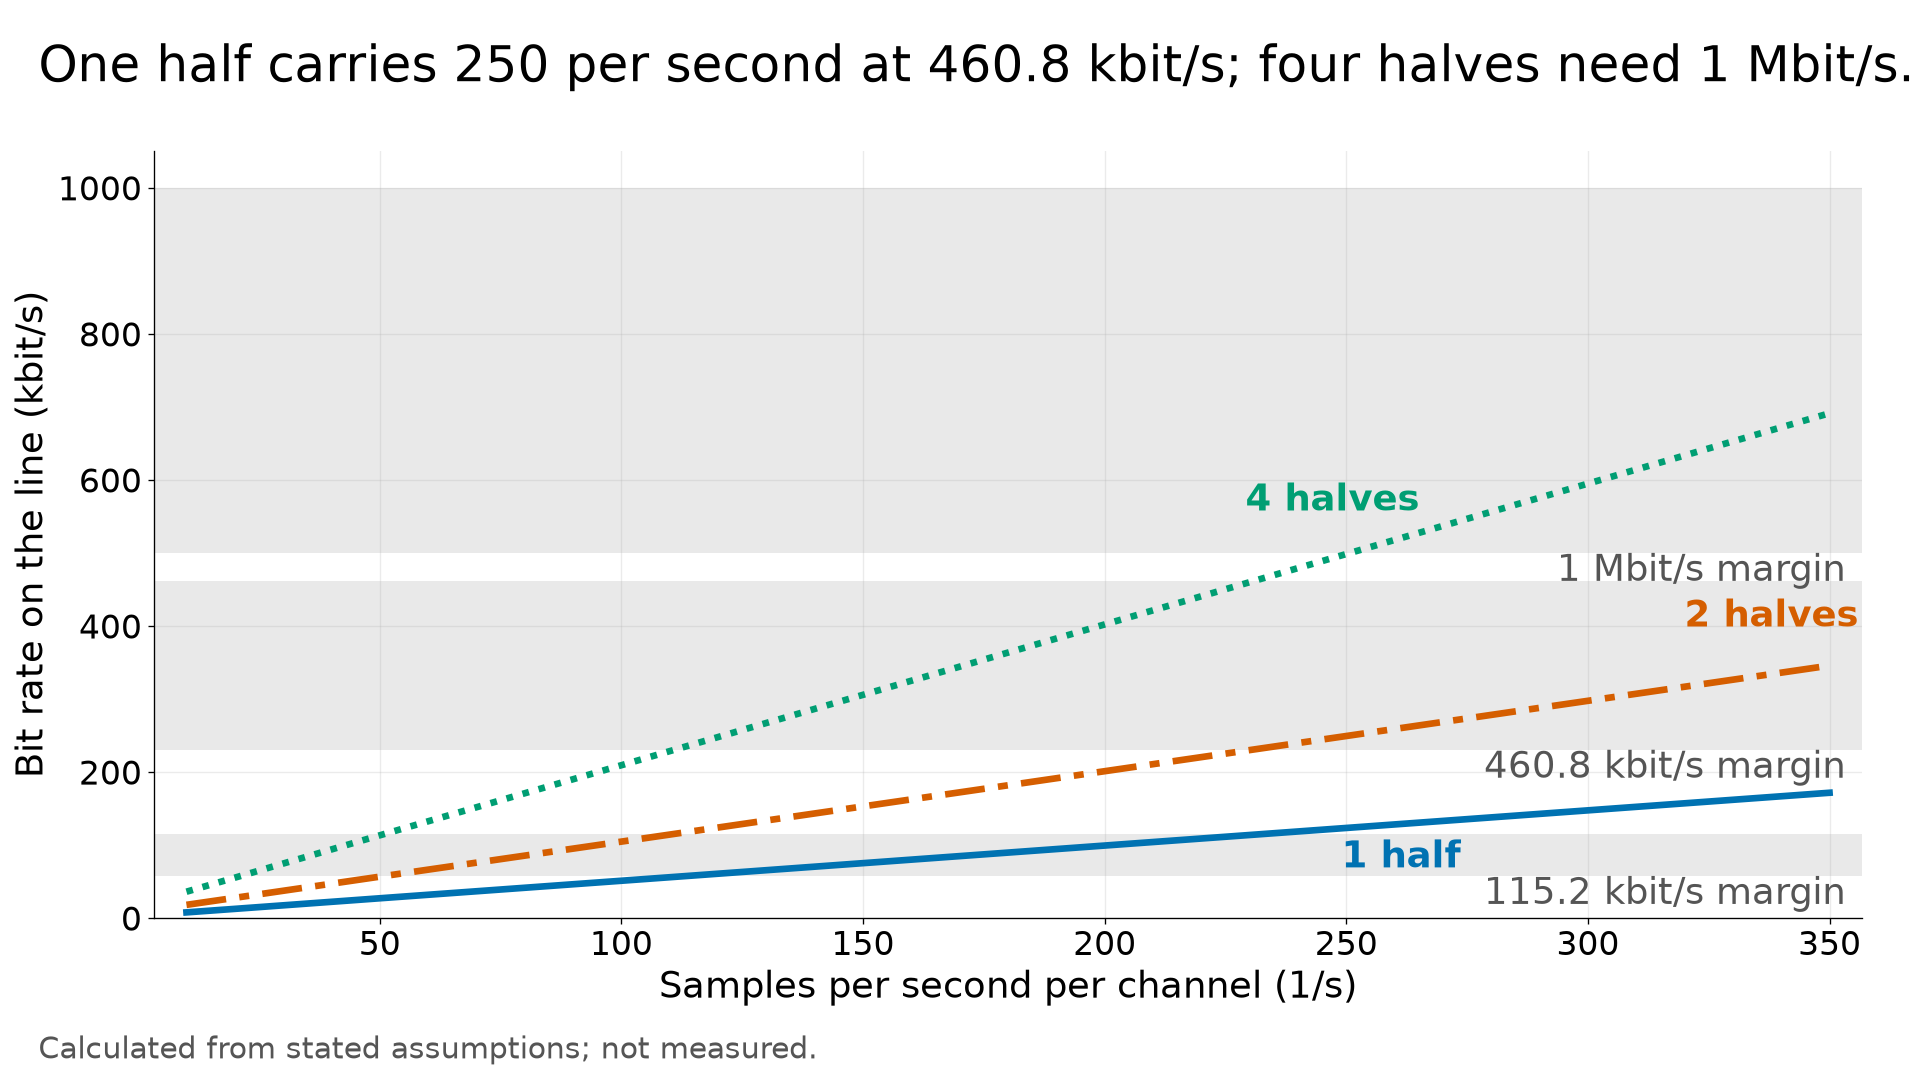 One half carries 250 per second at 460.8 kbit/s; four halves need 1 Mbit/s.
Bit rate on the line (kbit/s)
1000
800
600
400
200
0
4 halves
1 Mbit/s margin
2 halves
460.8 kbit/s margin
1 half
115.2 kbit/s margin
50
100
150
200
250
300
350
Samples per second per channel (1/s)
Calculated from stated assumptions; not measured.